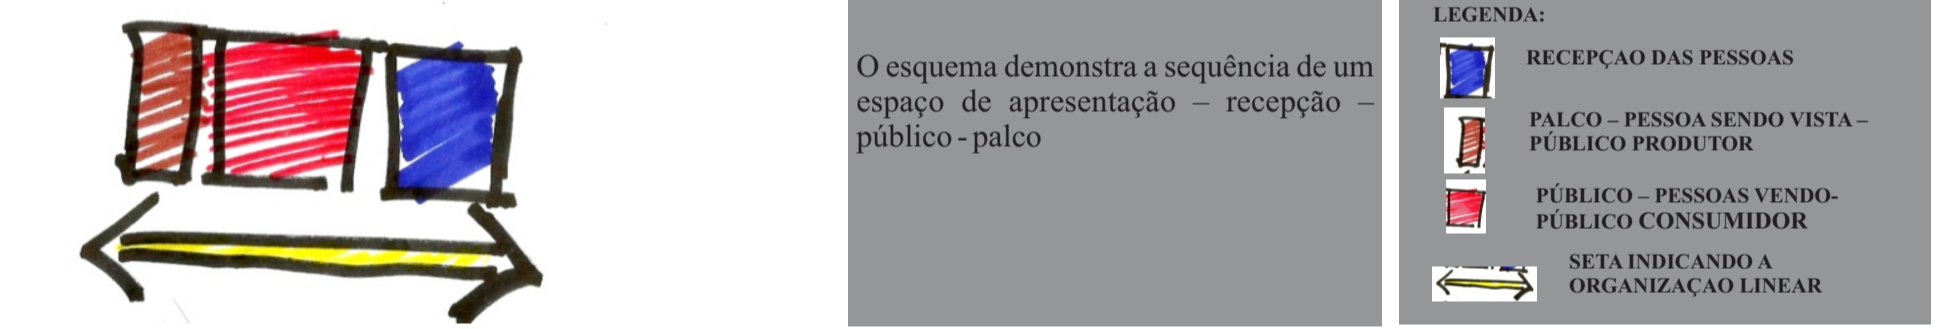 O esquema demonstra a sequência de um
espaço de apresentação – recepção –
público - palco
LEGENDA:
RECEPÇAO DAS PESSOAS
PALCO – PESSOA SENDO VISTA –
PÚBLICO PRODUTOR
PÚBLICO – PESSOAS VENDO-
PÚBLICO CONSUMIDOR
SETA INDICANDO A
ORGANIZAÇAO LINEAR